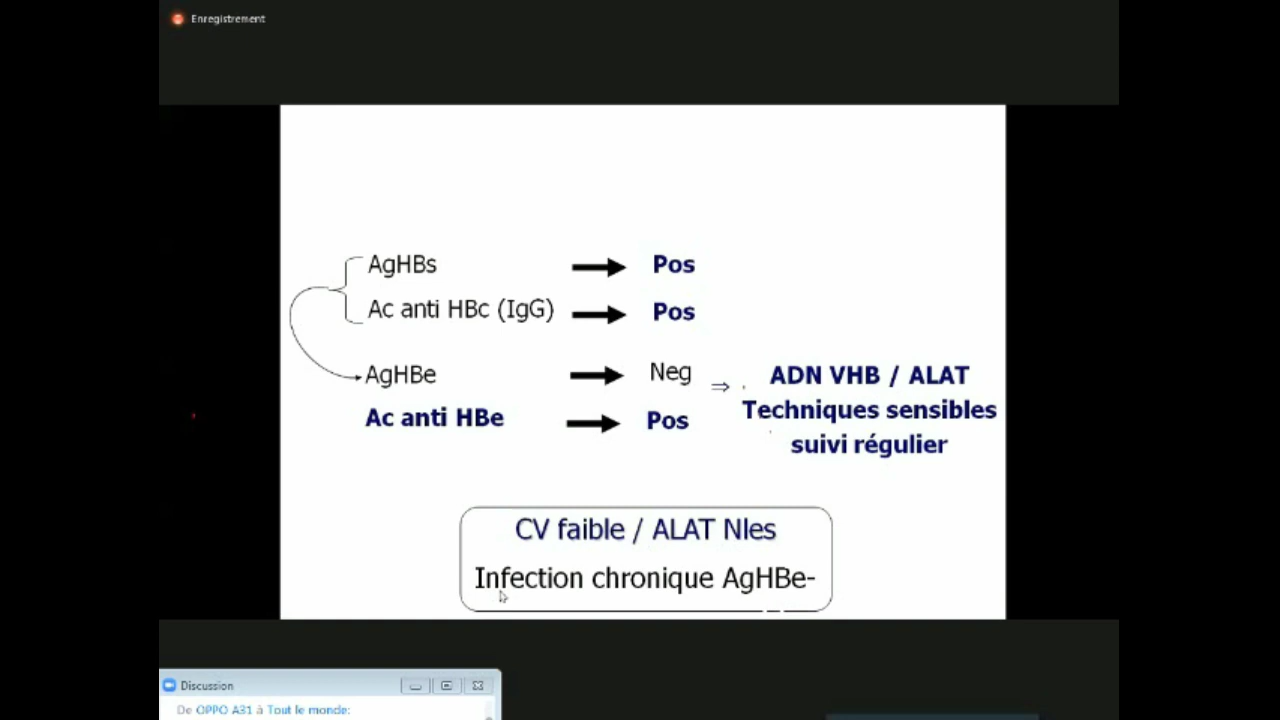 Enregistrement
AgHBs Pos
Ac anti HBc (IgG) Pos
AgHBe Neg
Ac anti HBe Pos
⇒ ADN VHB / ALAT
Techniques sensibles
suivi régulier
CV faible / ALAT Nles
Infection chronique AgHBe-
Discussion
De OPPO A31 à Tout le monde: